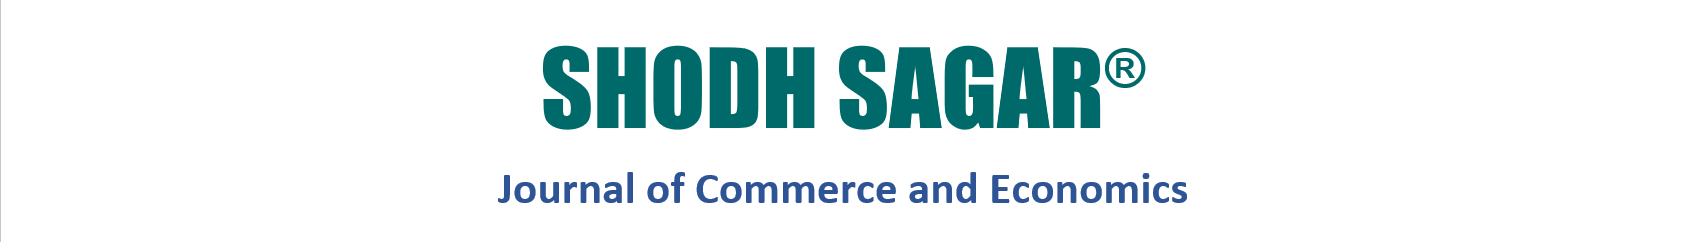 SHODH SAGAR®
Journal of Commerce and Economics